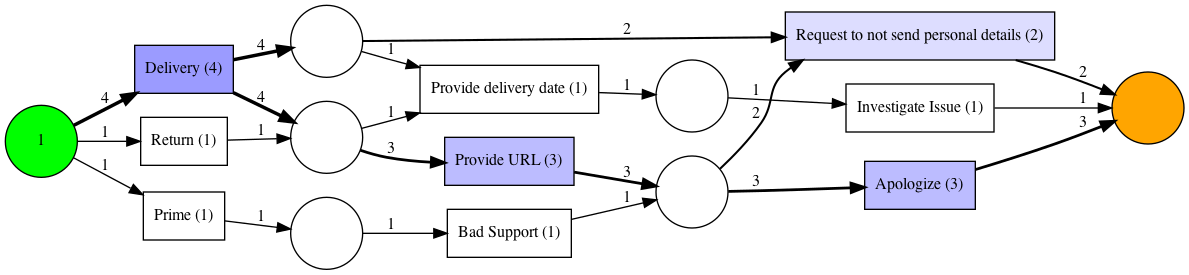 1
4
1
1
Delivery (4)
Return (1)
Prime (1)
4
4
1
1
2
1
1
3
1
Provide delivery date (1)
Provide URL (3)
Bad Support (1)
1
3
1
1
2
3
Request to not send personal details (2)
Investigate Issue (1)
Apologize (3)
2
1
3